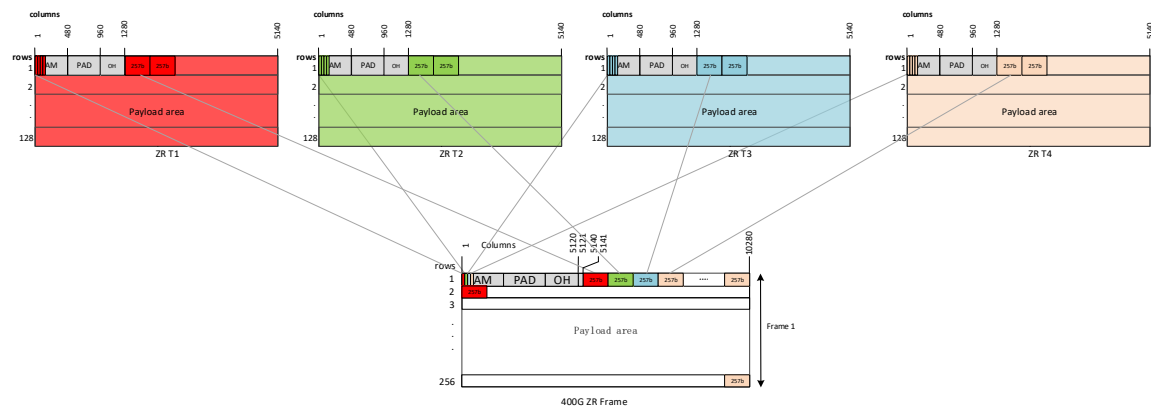 columns columns columns columns
1 480 960 1280 5140 1 480 960 1280 5140 1 480 960 1280 5140 1 480 960 1280 5140
rows rows rows rows
1 AM PAD OH 257b 257b 1 AM PAD OH 257b 257b 1 AM PAD OH 257b 257b 1 AM PAD OH 257b 257b
2 2 2 2
. Payload area . Payload area . Payload area . Payload area
. . . .
128 128 128 128
ZR T1 ZR T2 ZR T3 ZR T4
1 Columns 5120 5121 5140 5141 10280
rows
1 AM PAD OH 257b 257b 257b 257b .... 257b
2 257b
3
. Payload area Frame 1
.
.
256 257b
400G ZR Frame